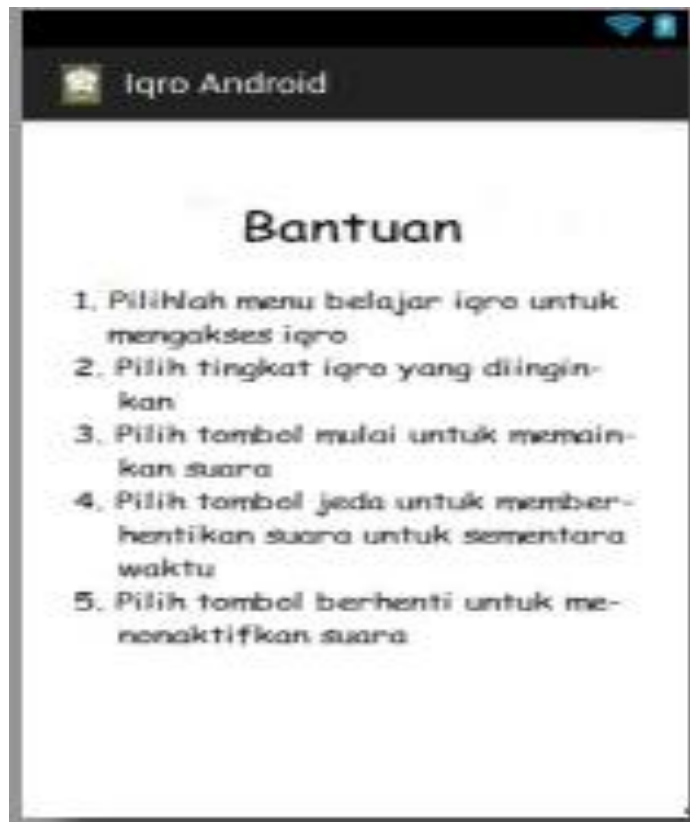 Iqro Android
Bantuan
1. Pilihlah menu belajar iqro untuk
mengakses iqro
2. Pilih tingkat iqro yang diingin-
kan
3. Pilih tombol mulai untuk memain-
kan suara
4. Pilih tombol jeda untuk member-
hentikan suara untuk sementara
waktu
5. Pilih tombol berhenti untuk me-
nonaktifkan suara